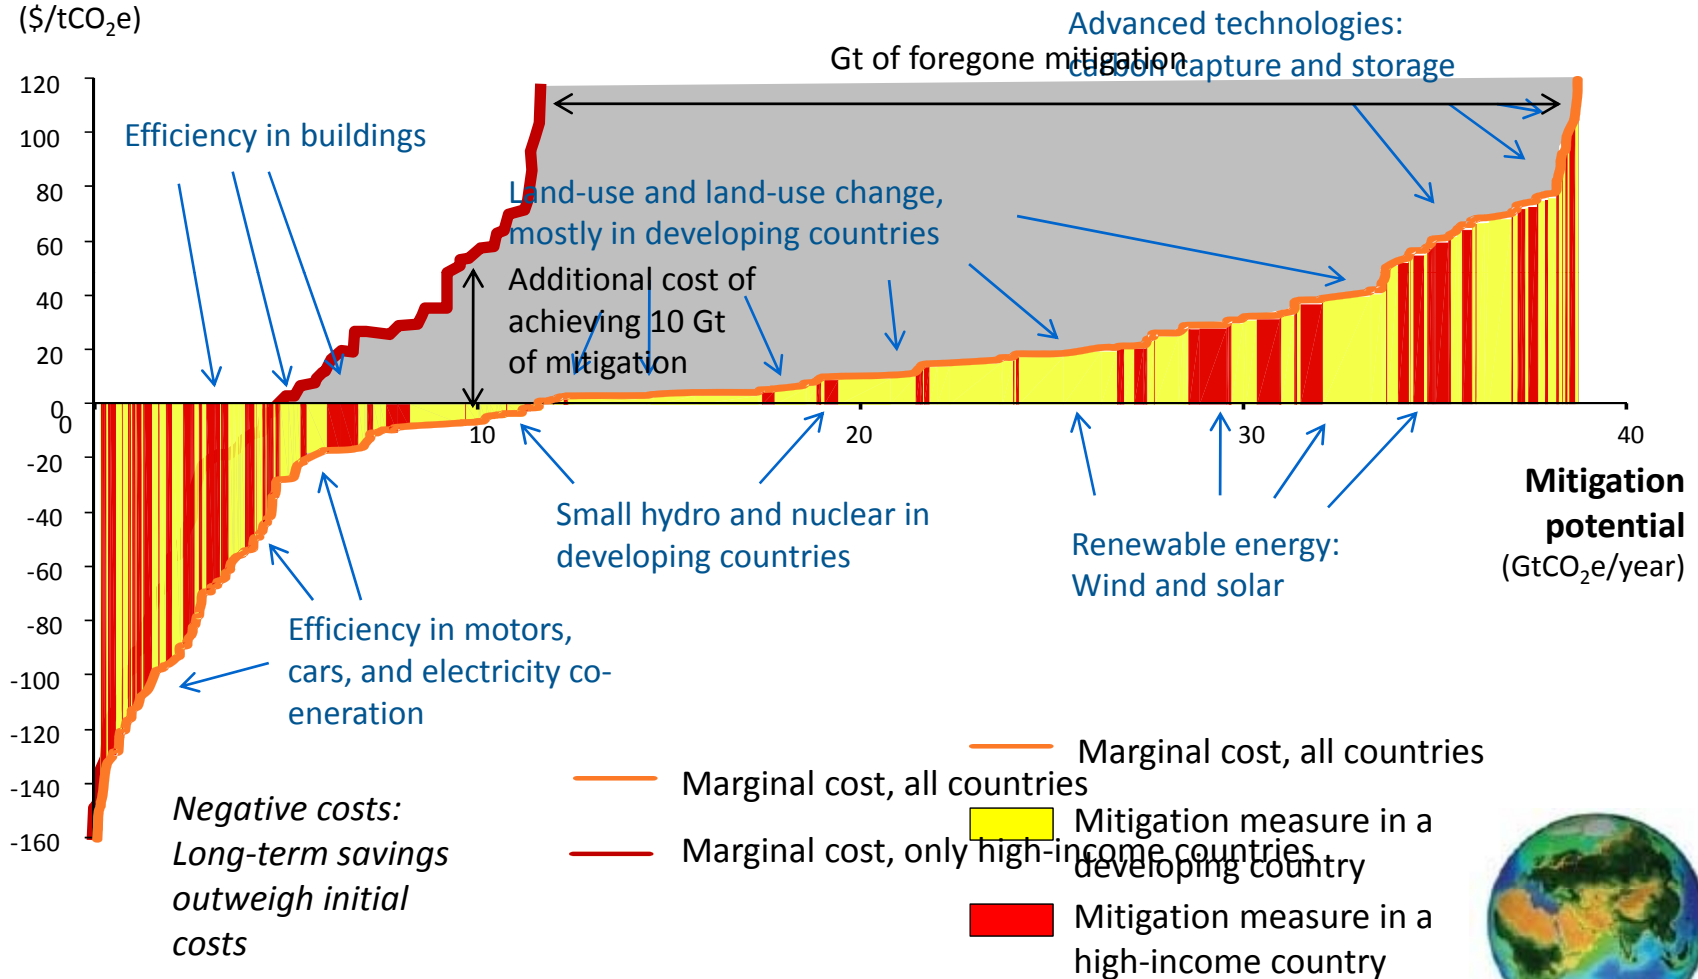 ($/tCO₂e)
Advanced technologies:
carbon capture and storage
Gt of foregone mitigation
120
100
80
60
40
20
0
-20
-40
-60
-80
-100
-120
-140
-160
0
10
20
30
40
Efficiency in buildings
Land-use and land-use change,
mostly in developing countries
Additional cost of
achieving 10 Gt
of mitigation
Small hydro and nuclear in
developing countries
Renewable energy:
Wind and solar
Mitigation
potential
(GtCO₂e/year)
Efficiency in motors,
cars, and electricity co-
eneration
Negative costs:
Long-term savings
outweigh initial
costs
Marginal cost, all countries
Marginal cost, only high-income countries
Marginal cost, all countries
Mitigation measure in a
developing country
Mitigation measure in a
high-income country